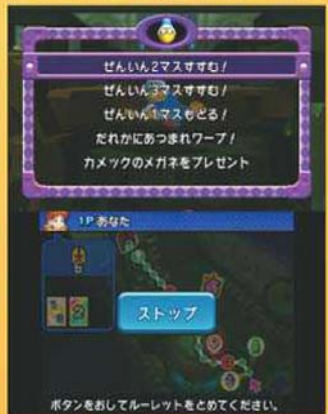 ぜんいん2マスすすむ!
ぜんいん3マスすすむ!
ぜんいん1マスもどる!
だれかにあつまれワープ!
カメックのメガネをプレゼント
1P あなた
ストップ
ボタンをおしてルーレットをとめてください。